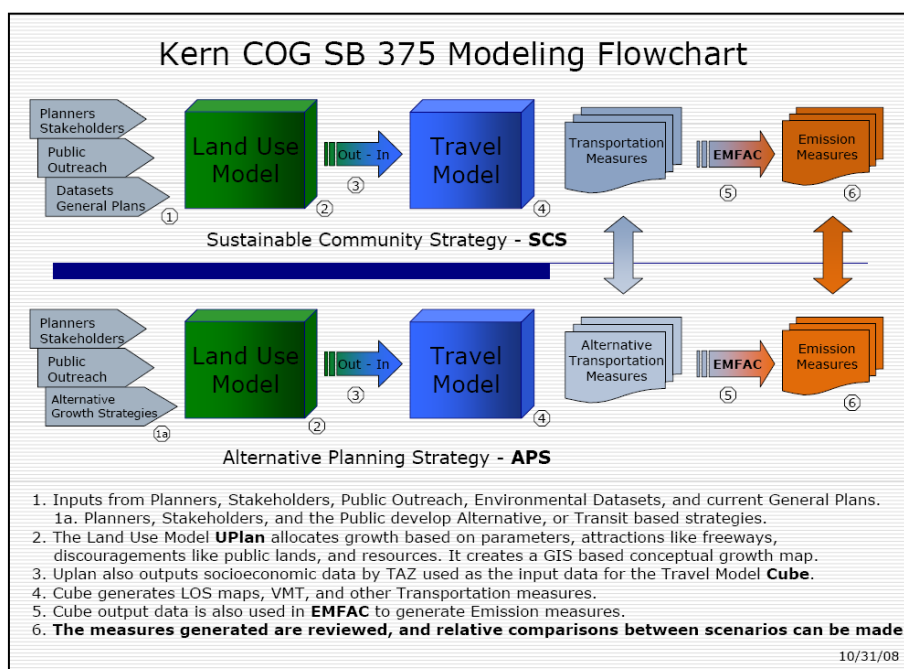 Kern COG SB 375 Modeling Flowchart
Planners
Stakeholders
Public
Outreach
Datasets
General Plans
1
Land Use
Model
2
Out - In
3
Travel
Model
4
Transportation
Measures
EMFAC
5
Emission
Measures
6
Sustainable Community Strategy - SCS
Planners
Stakeholders
Public
Outreach
Alternative
Growth Strategies
1a
Land Use
Model
2
Out - In
3
Travel
Model
4
Alternative
Transportation
Measures
EMFAC
5
Emission
Measures
6
Alternative Planning Strategy - APS
1. Inputs from Planners, Stakeholders, Public Outreach, Environmental Datasets, and current General Plans.
1a. Planners, Stakeholders, and the Public develop Alternative, or Transit based strategies.
2. The Land Use Model UPlan allocates growth based on parameters, attractions like freeways,
discouragements like public lands, and resources. It creates a GIS based conceptual growth map.
3. Uplan also outputs socioeconomic data by TAZ used as the input data for the Travel Model Cube.
4. Cube generates LOS maps, VMT, and other Transportation measures.
5. Cube output data is also used in EMFAC to generate Emission measures.
6. The measures generated are reviewed, and relative comparisons between scenarios can be made
10/31/08